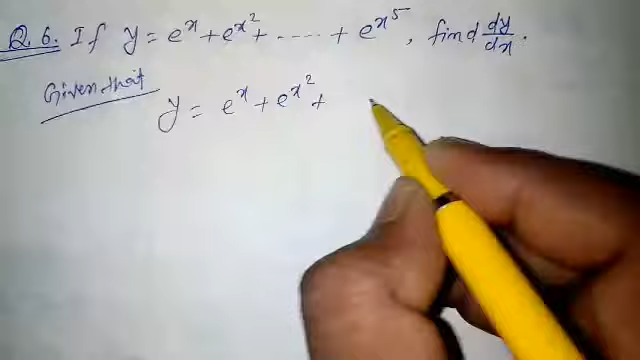 Q.6. If y = e^x + e^{x^2} + ...... + e^{x^5}, find dy/dx.
Given that
y = e^x + e^{x^2} +